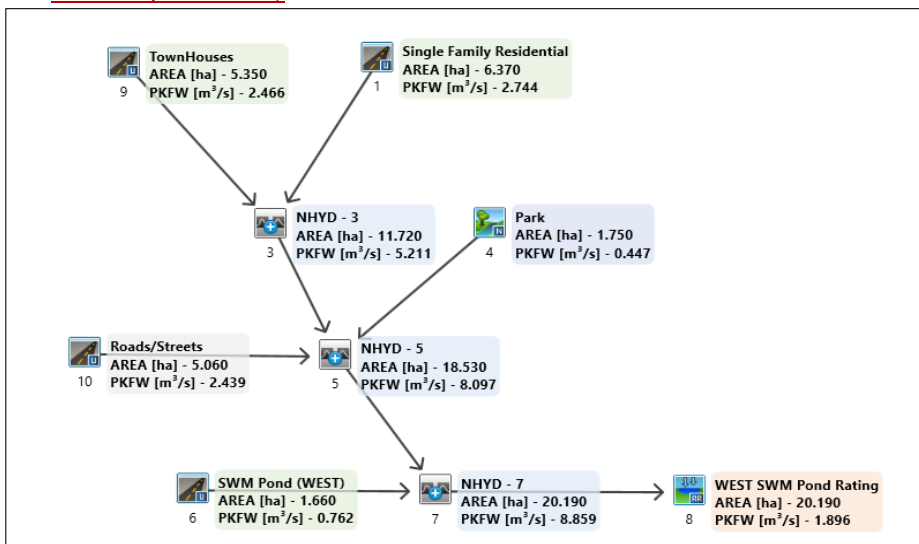 TownHouses
AREA [ha] - 5.350
PKFW [m³/s] - 2.466
9
Single Family Residential
AREA [ha] - 6.370
PKFW [m³/s] - 2.744
1
NHYD - 3
AREA [ha] - 11.720
PKFW [m³/s] - 5.211
3
Park
AREA [ha] - 1.750
PKFW [m³/s] - 0.447
4
Roads/Streets
AREA [ha] - 5.060
PKFW [m³/s] - 2.439
10
NHYD - 5
AREA [ha] - 18.530
PKFW [m³/s] - 8.097
5
SWM Pond (WEST)
AREA [ha] - 1.660
PKFW [m³/s] - 0.762
6
NHYD - 7
AREA [ha] - 20.190
PKFW [m³/s] - 8.859
7
WEST SWM Pond Rating
AREA [ha] - 20.190
PKFW [m³/s] - 1.896
8